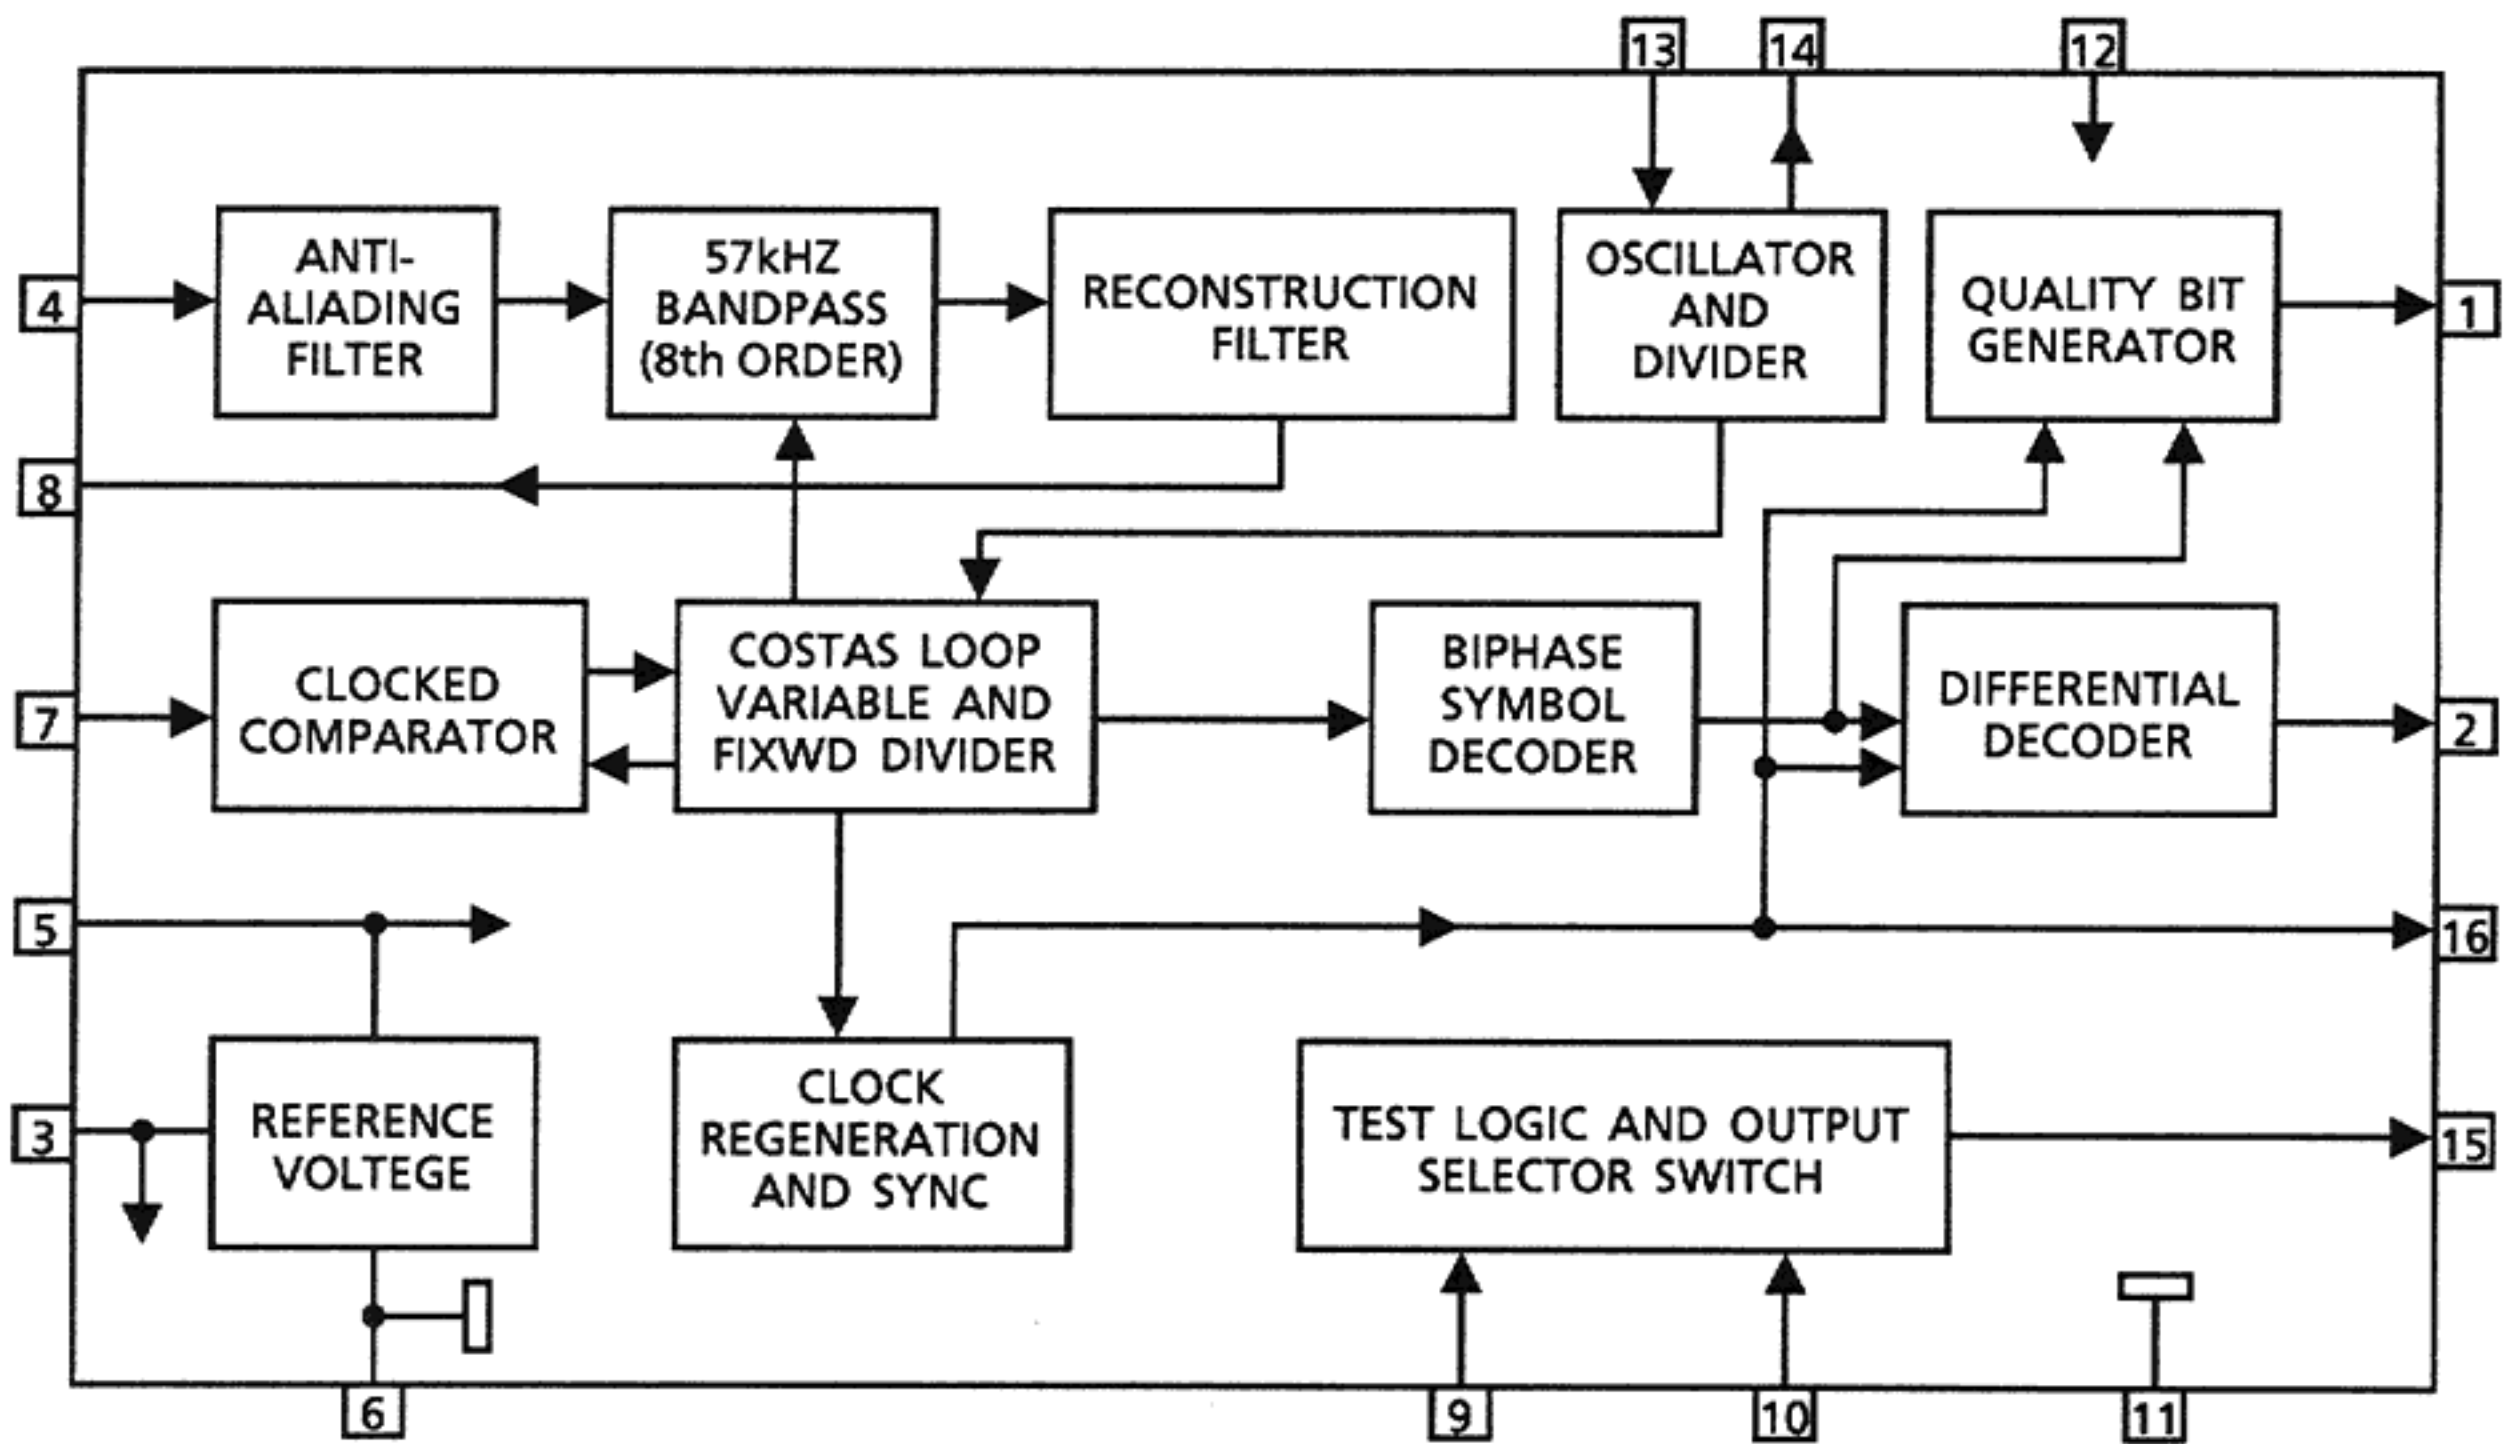 13
14
12
ANTI-
ALIADING
FILTER
57kHZ
BANDPASS
(8th ORDER)
RECONSTRUCTION
FILTER
OSCILLATOR
AND
DIVIDER
QUALITY BIT
GENERATOR
4
1
8
CLOCKED
COMPARATOR
COSTAS LOOP
VARIABLE AND
FIXWD DIVIDER
BIPHASE
SYMBOL
DECODER
DIFFERENTIAL
DECODER
7
2
5
16
REFERENCE
VOLTEGE
CLOCK
REGENERATION
AND SYNC
TEST LOGIC AND OUTPUT
SELECTOR SWITCH
3
15
6
9
10
11